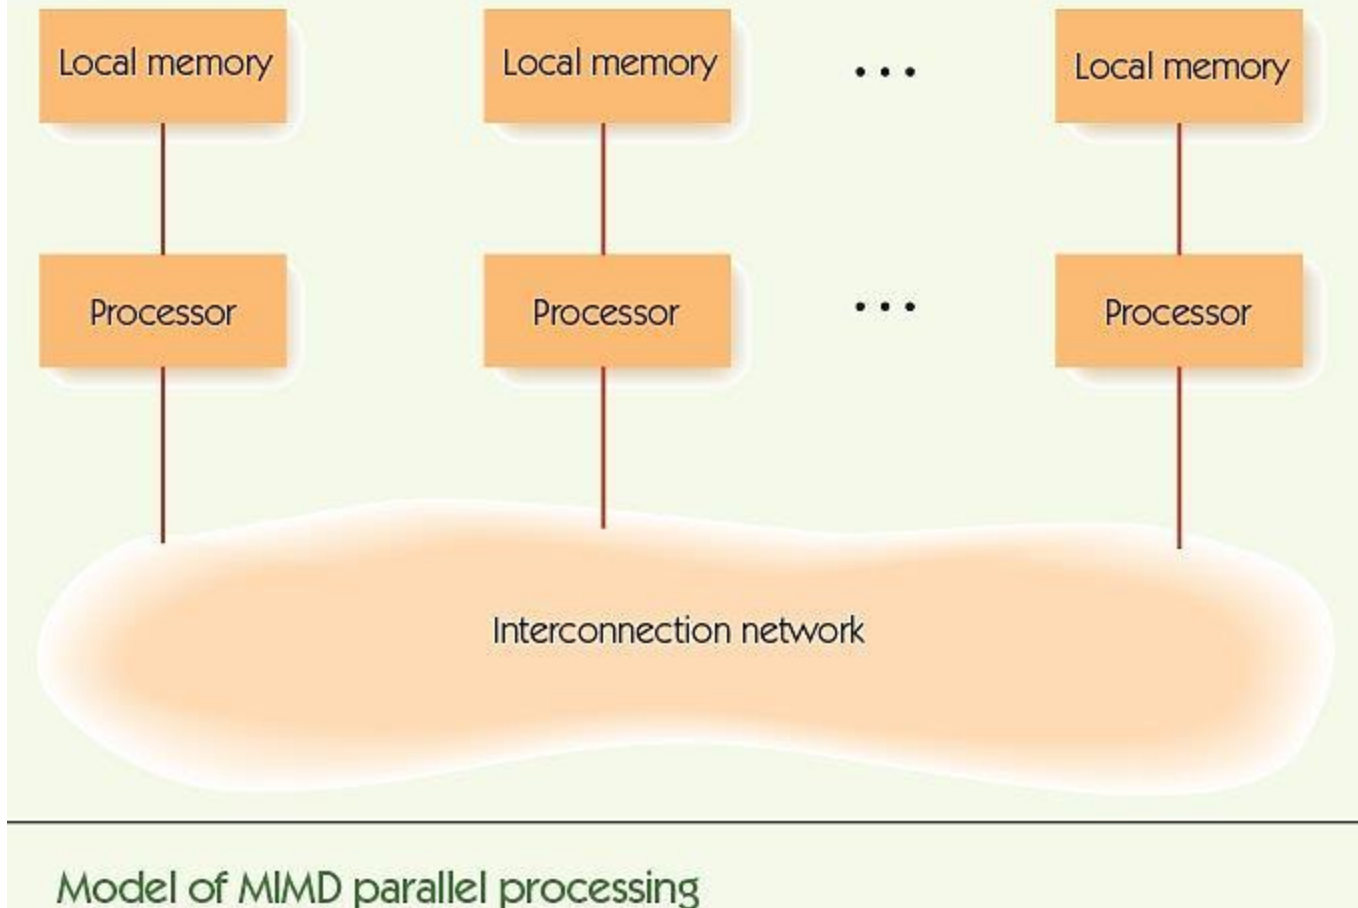 Local memory Local memory ... Local memory
Processor Processor ... Processor
Interconnection network
Model of MIMD parallel processing